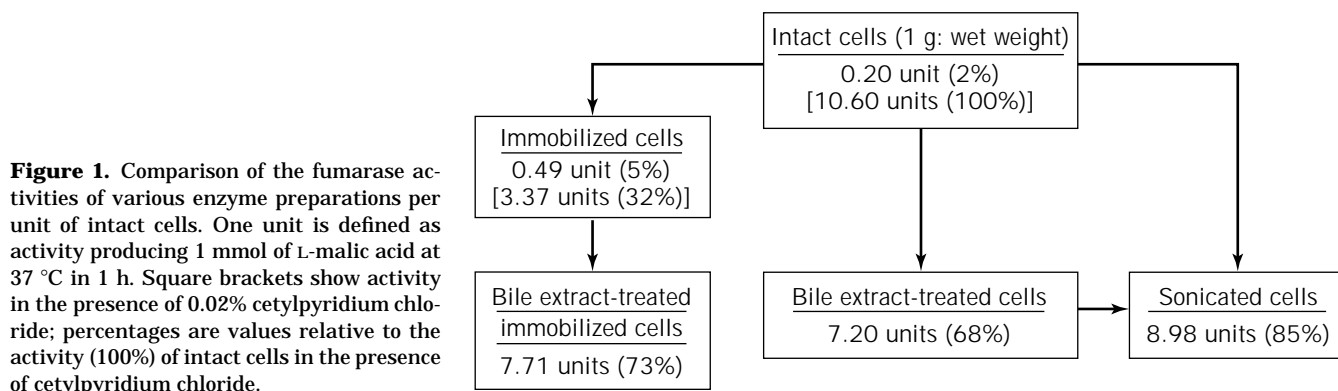 Intact cells (1 g: wet weight)
0.20 unit (2%)
[10.60 units (100%)]
Immobilized cells
0.49 unit (5%)
[3.37 units (32%)]
Bile extract-treated
immobilized cells
7.71 units (73%)
Bile extract-treated cells
7.20 units (68%)
Sonicated cells
8.98 units (85%)
Figure 1. Comparison of the fumarase ac-
tivities of various enzyme preparations per
unit of intact cells. One unit is defined as
activity producing 1 mmol of L-malic acid at
37 °C in 1 h. Square brackets show activity
in the presence of 0.02% cetylpyridium chlo-
ride; percentages are values relative to the
activity (100%) of intact cells in the presence
of cetylpyridium chloride.